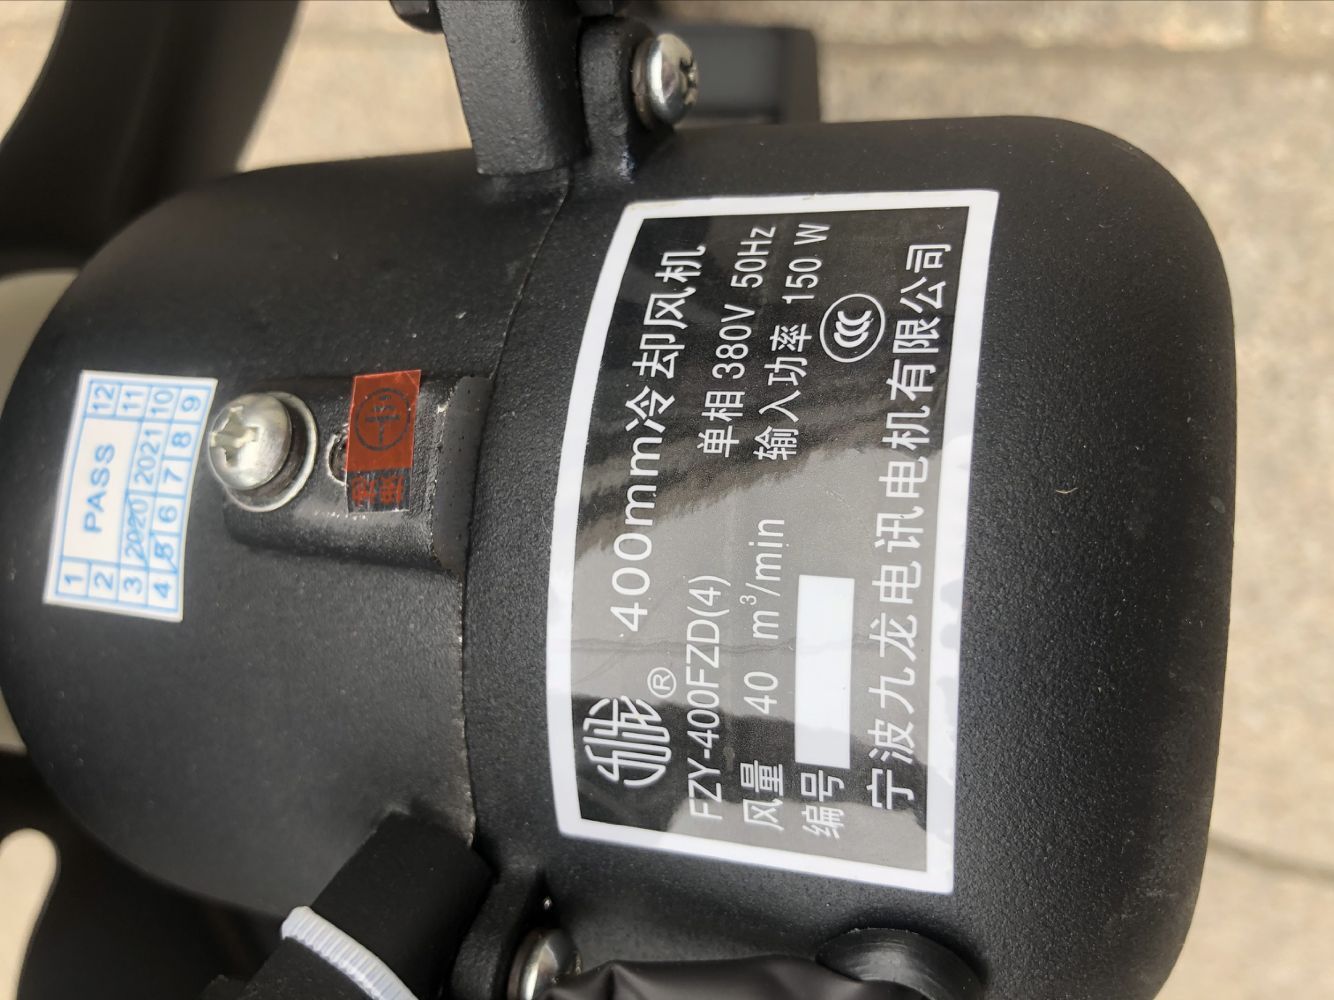 400mm冷却风机
®
FZY-400FZD(4) 单相 380V 50Hz
风量 40 m³/min 输入功率 150 W
编号 CCC
宁波九龙电讯电机有限公司
1 PASS 12
2 11
3 2020 2021 10
4 5 6 7 8 9